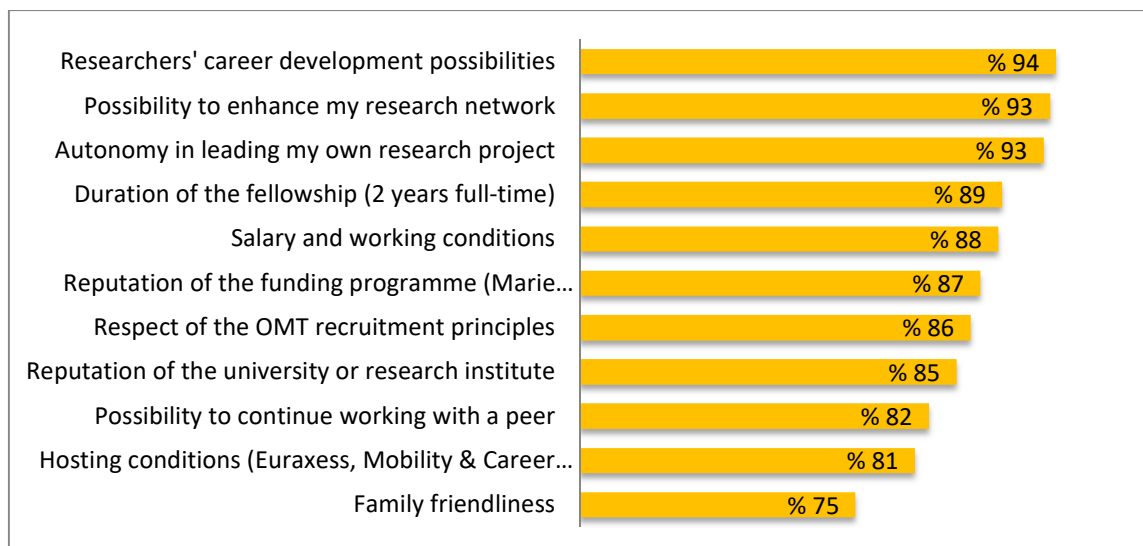 Researchers' career development possibilities % 94
Possibility to enhance my research network % 93
Autonomy in leading my own research project % 93
Duration of the fellowship (2 years full-time) % 89
Salary and working conditions % 88
Reputation of the funding programme (Marie... % 87
Respect of the OMT recruitment principles % 86
Reputation of the university or research institute % 85
Possibility to continue working with a peer % 82
Hosting conditions (Euraxess, Mobility & Career... % 81
Family friendliness % 75